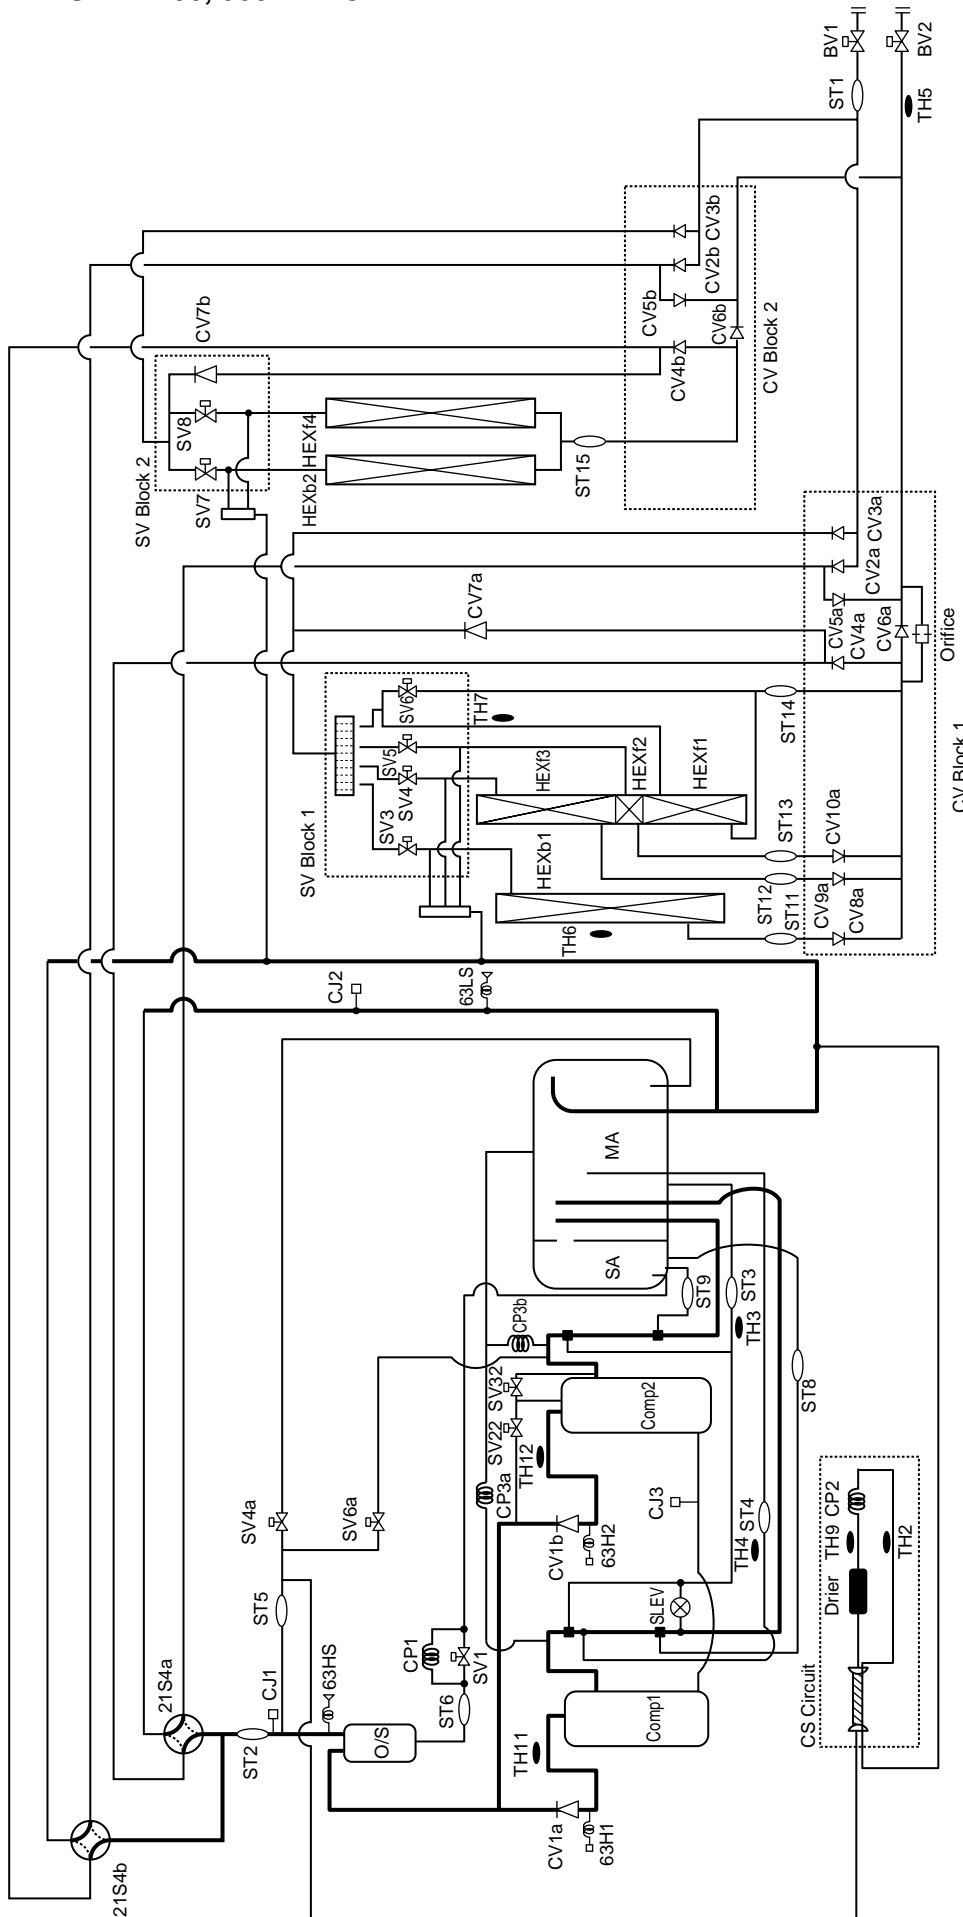 BV1
BV2
ST1
TH5
CV3b
CV2b
CV5b
CV6b
CV4b
CV Block 2
CV7b
SV8
SV Block 2
SV7
HEXf4
HEXb2
ST15
CV3a
CV2a
CV5a
CV4a
CV6a
Orifice
CV Block 1
CV7a
SV6
TH7
SV5
SV4
SV3
SV Block 1
HEXf3
HEXf2
HEXf1
ST14
ST13
CV10a
HEXb1
ST12
ST11
CV9a
CV8a
TH6
CJ2
63LS
MA
SA
ST9
ST3
TH3
CP3b
ST8
SV32
SV22
Comp2
TH12
CP3a
SV4a
SV6a
CV1b
63H2
CJ3
ST4
TH4
CP2
TH9
TH2
Drier
CS Circuit
ST5
CP1
SV1
ST6
SLEV
21S4a
CJ1
63HS
ST2
O/S
Comp1
TH11
CV1a
63H1
21S4b